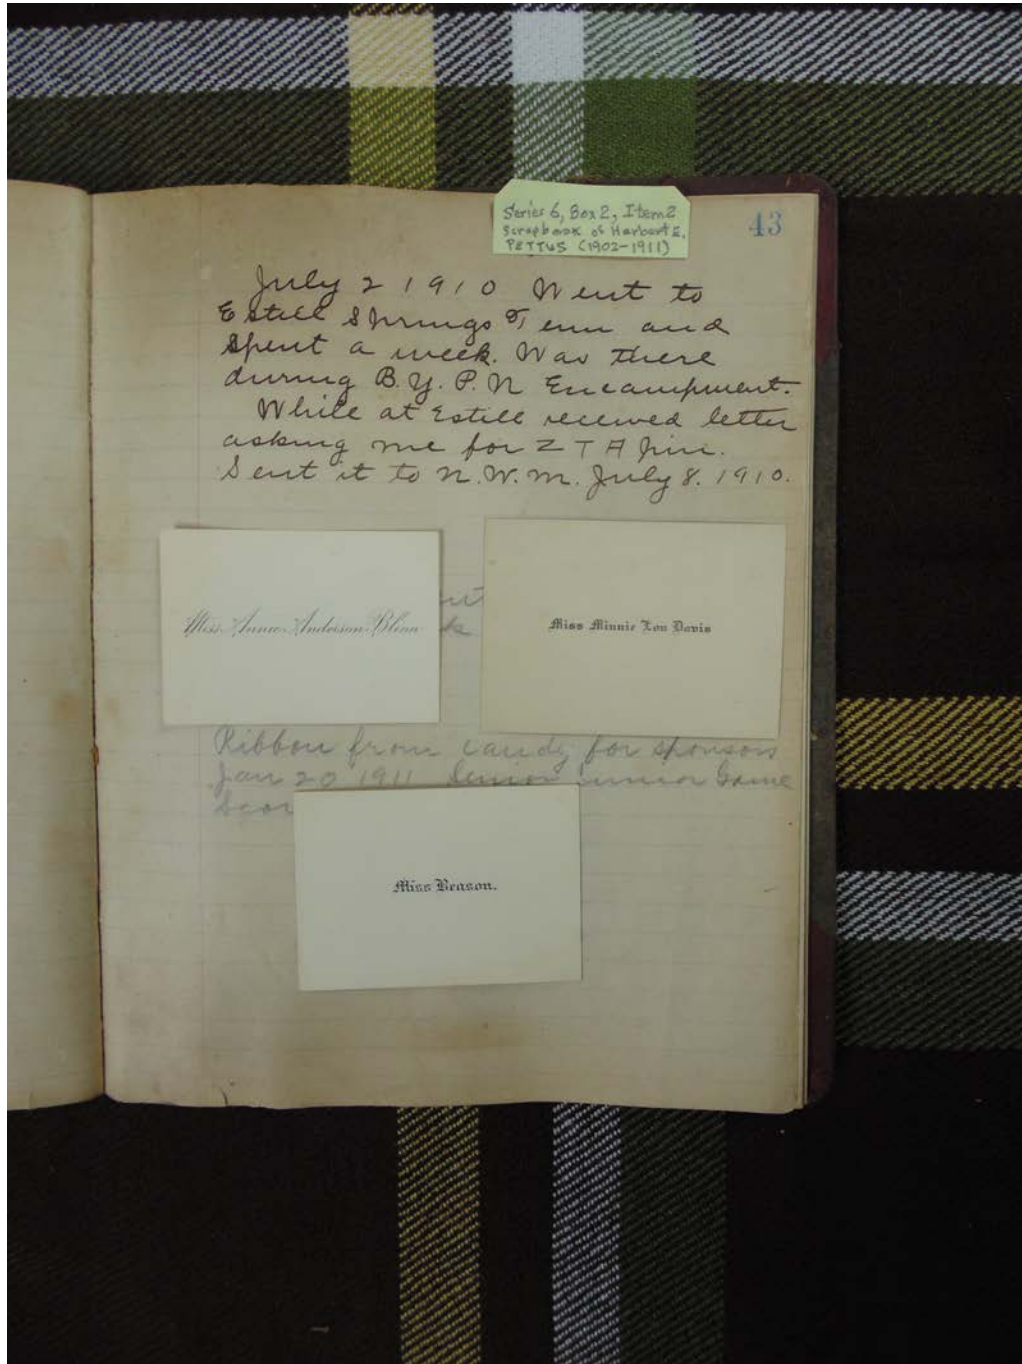 Series 6, Box 2, Item 2
Scrapbook of Harbert E.
PETTUS (1902-1911)
43
July 2 1910 Went to
Estill Springs Tenn and
Spent a week. Was there
during B.Y.P.U Encampment.
While at Estill received letter
asking me for Z T A pin.
Sent it to N.W.M. July 8. 1910.
Miss Annie Anderson Blinn
Miss Minnie Lou Davis
Ribbon from candy for sponsors
Jan 20 1911 Senior Junior Game
Miss Beason.